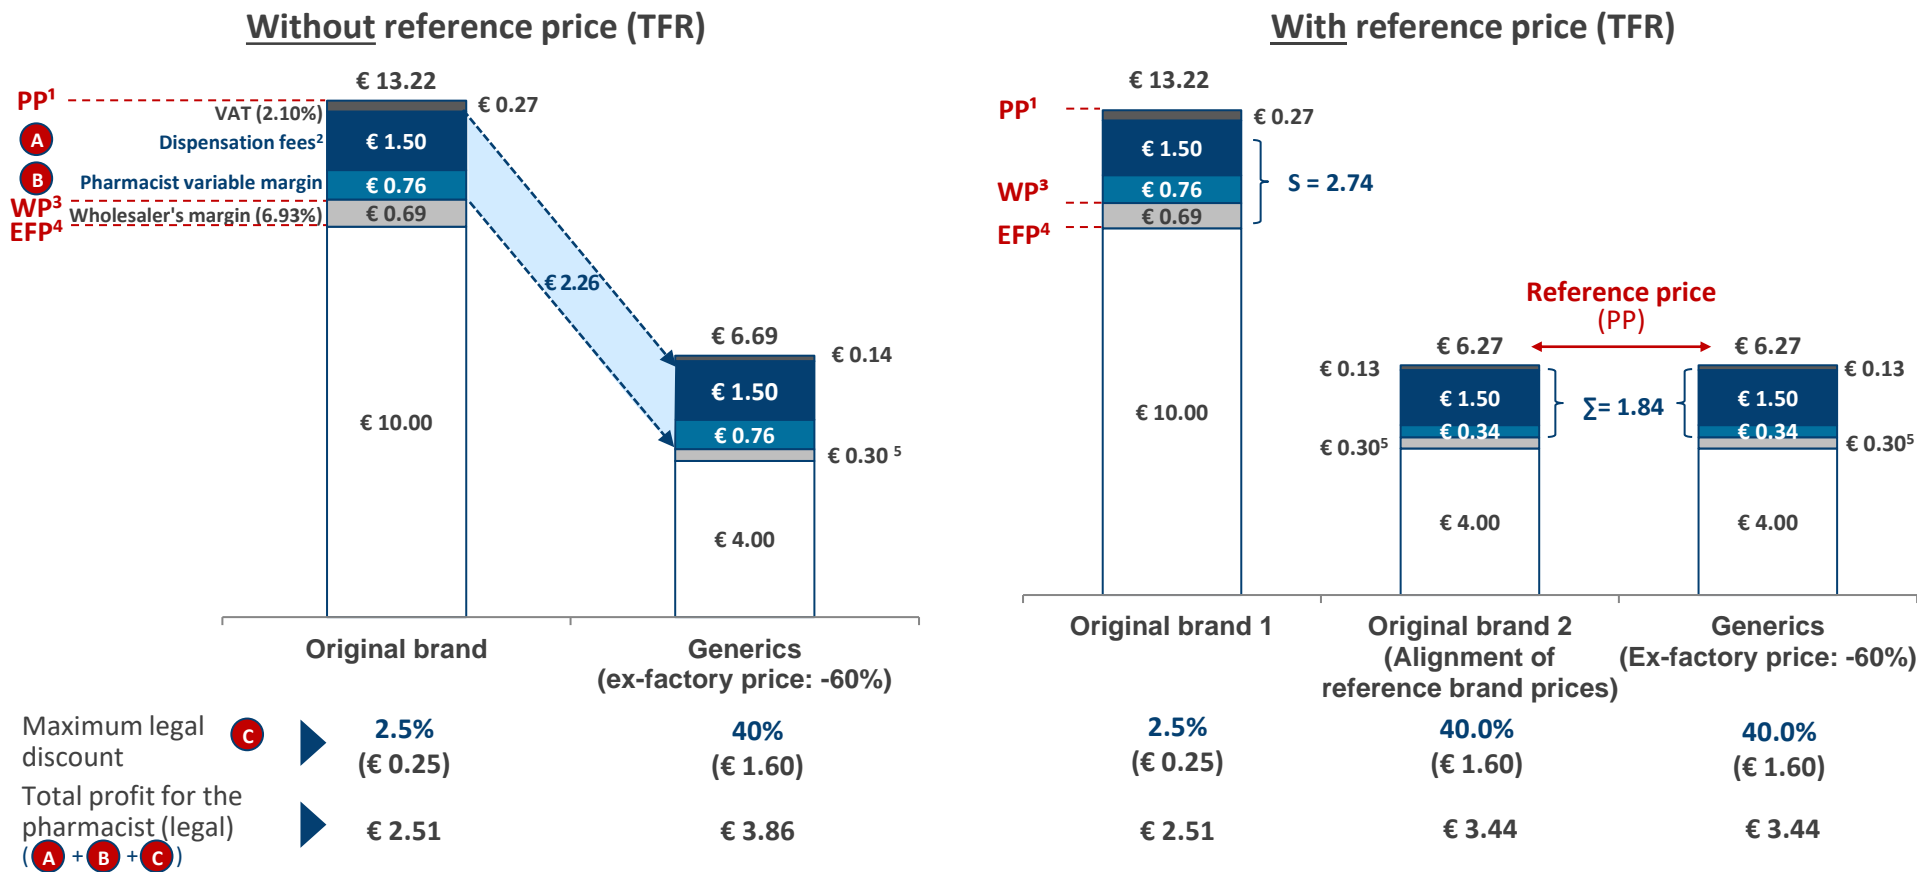 Without reference price (TFR)
€ 13.22
PP¹
VAT (2.10%)
€ 0.27
A
Dispensation fees²
€ 1.50
B
Pharmacist variable margin
€ 0.76
WP³
Wholesaler's margin (6.93%)
€ 0.69
EFP⁴
€ 2.26
€ 10.00
€ 6.69
€ 0.14
€ 1.50
€ 0.76
€ 0.30 ⁵
€ 4.00
Original brand
Generics
(ex-factory price: -60%)
With reference price (TFR)
€ 13.22
PP¹
€ 0.27
€ 1.50
€ 0.76
S = 2.74
WP³
€ 0.69
EFP⁴
€ 10.00
Reference price
(PP)
€ 6.27
€ 6.27
€ 0.13
€ 0.13
€ 1.50
∑= 1.84
€ 1.50
€ 0.34
€ 0.34
€ 0.30⁵
€ 0.30⁵
€ 4.00
€ 4.00
Original brand 1
Original brand 2
(Alignment of
reference brand prices)
Generics
(Ex-factory price: -60%)
Maximum legal
discount
C
2.5%
(€ 0.25)
40%
(€ 1.60)
2.5%
(€ 0.25)
40.0%
(€ 1.60)
40.0%
(€ 1.60)
Total profit for the
pharmacist (legal)
(A + B + C)
€ 2.51
€ 3.86
€ 2.51
€ 3.44
€ 3.44